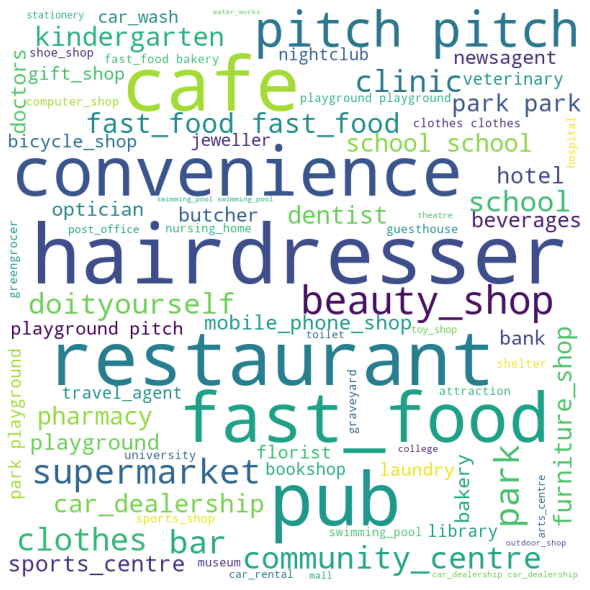 stationery
water_works
car_wash
pitch pitch
kindergarten
shoe_shop
nightclub
newsagent
fast_food bakery
cafe
doctors
gift_shop
clinic
veterinary
computer_shop
playground playground
park park
fast_food fast_food
clothes clothes
hospital
bicycle_shop
jeweller
school school
convenience
hotel
swimming_pool swimming_pool
school
optician
butcher
dentist
theatre
beverages
post_office
nursing_home
guesthouse
greengrocer
hairdresser
doityourself
beauty_shop
playground pitch
mobile_phone_shop
toy_shop
toilet
bank
restaurant
shelter
furniture_shop
travel_agent
graveyard
attraction
park playground
pharmacy
fast_food
playground
florist
college
university
supermarket
bookshop
laundry
bakery
park
car_dealership
pub
sports_shop
arts_centre
clothes
bar
swimming_pool
library
outdoor_shop
sports_centre
museum
community_centre
car_rental
mall
car_dealership car_dealership